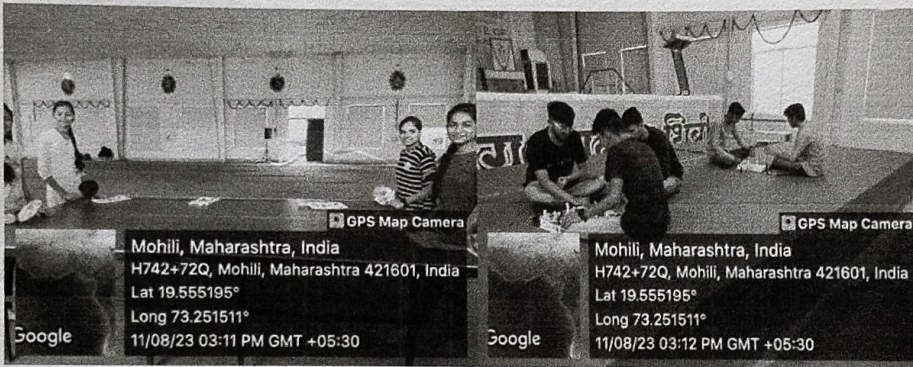 GPS Map Camera
Mohili, Maharashtra, India
H742+72Q, Mohili, Maharashtra 421601, India
Lat 19.555195°
Long 73.251511°
11/08/23 03:11 PM GMT +05:30
Google
GPS Map Camera
Mohili, Maharashtra, India
H742+72Q, Mohili, Maharashtra 421601, India
Lat 19.555195°
Long 73.251511°
11/08/23 03:12 PM GMT +05:30
Google